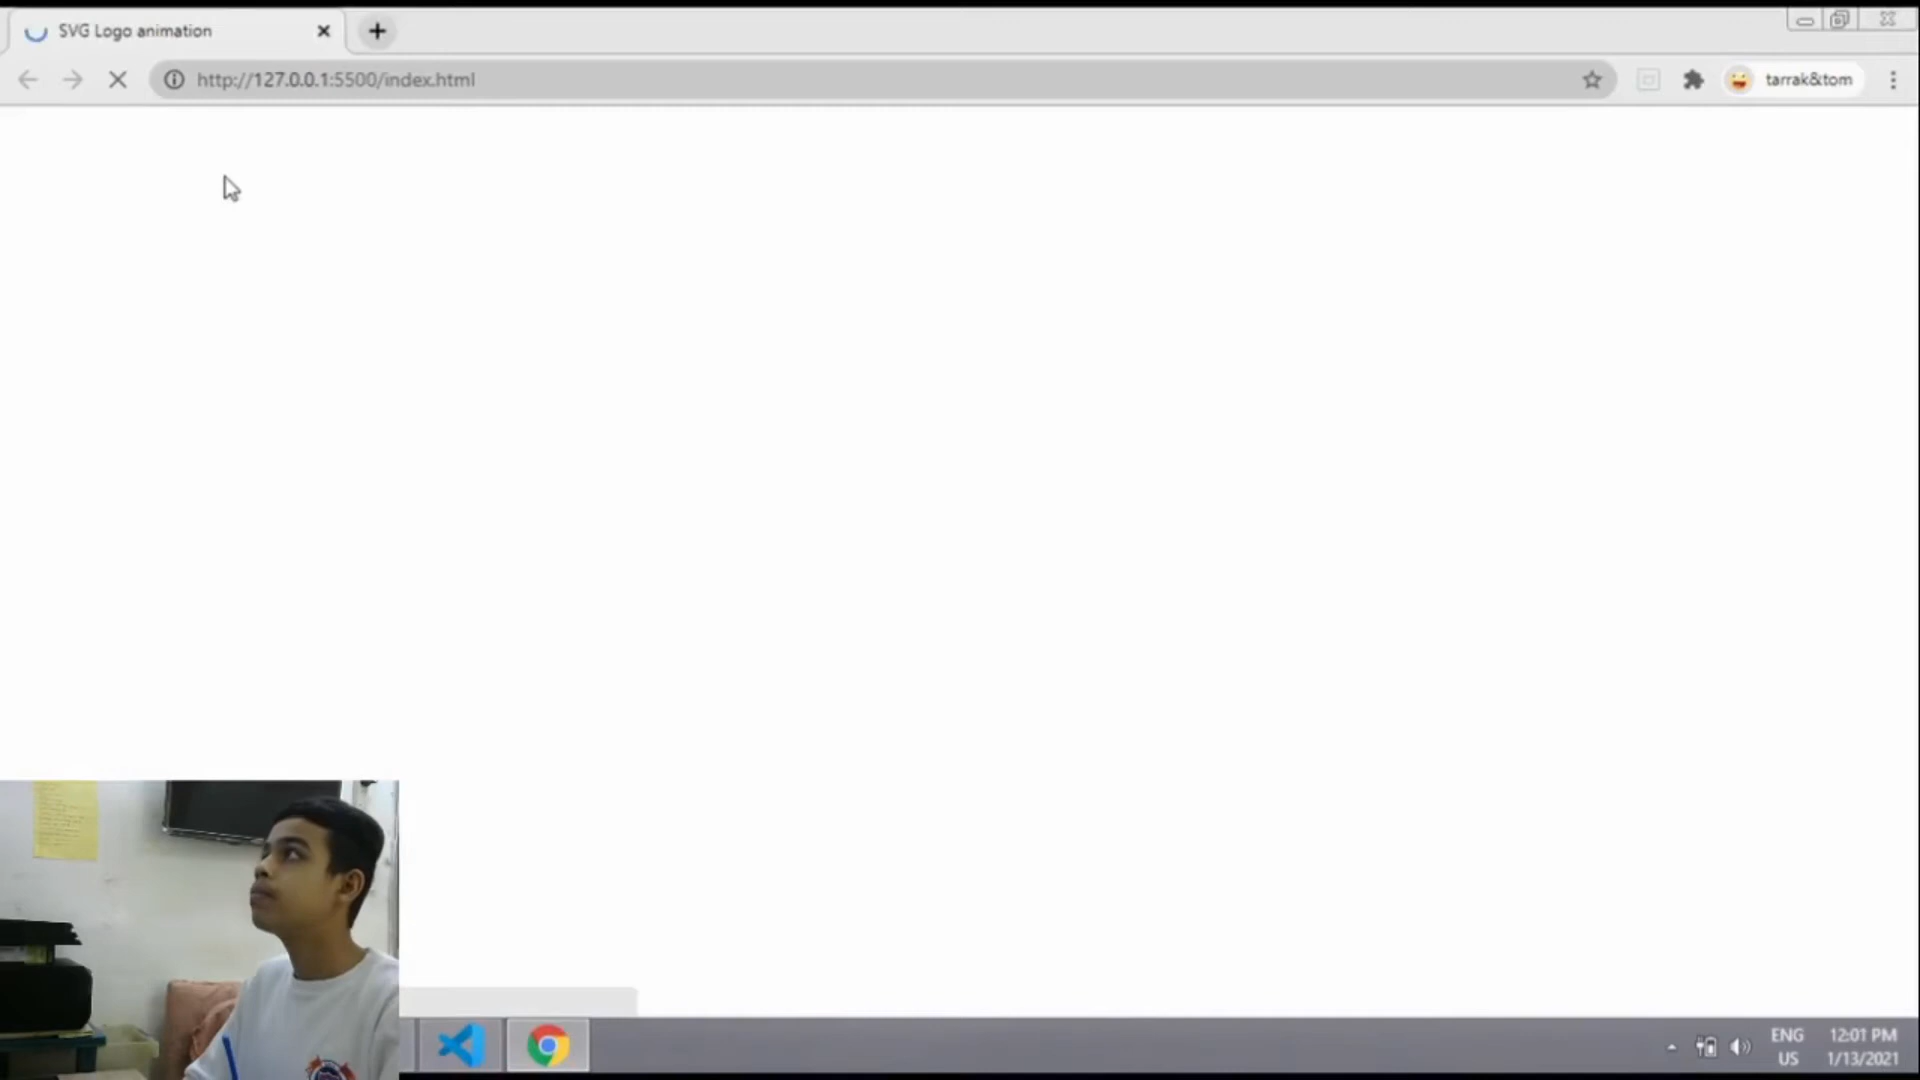 SVG Logo animation
http://127.0.0.1:5500/index.html
tarrak&tom
ENG
US
12:01 PM
1/13/2021